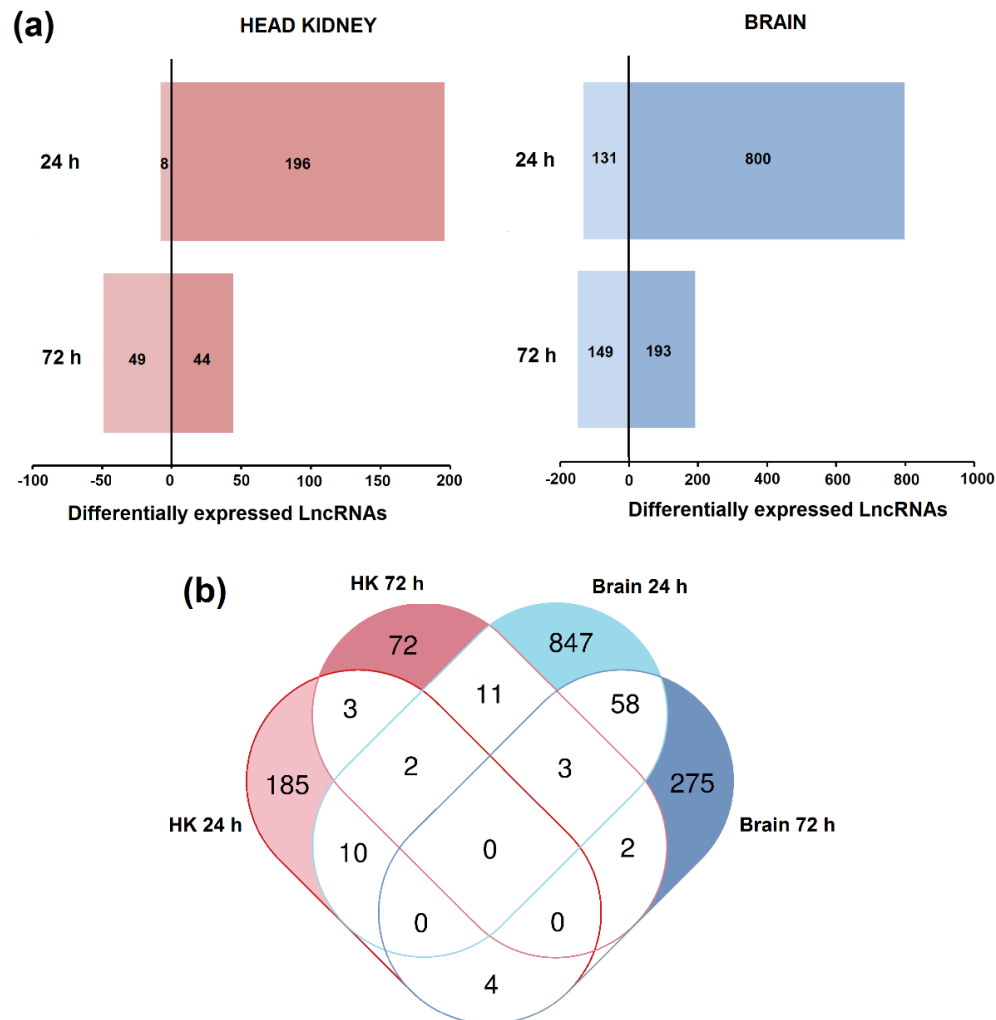 (a)
HEAD KIDNEY
BRAIN
24 h
8
196
24 h
131
800
72 h
49
44
72 h
149
193
-100
-50
0
50
100
150
200
-200
0
200
400
600
800
1000
Differentially expressed LncRNAs
Differentially expressed LncRNAs
(b)
HK 72 h
Brain 24 h
72
847
3
11
58
185
2
3
275
HK 24 h
Brain 72 h
10
0
2
0
0
4